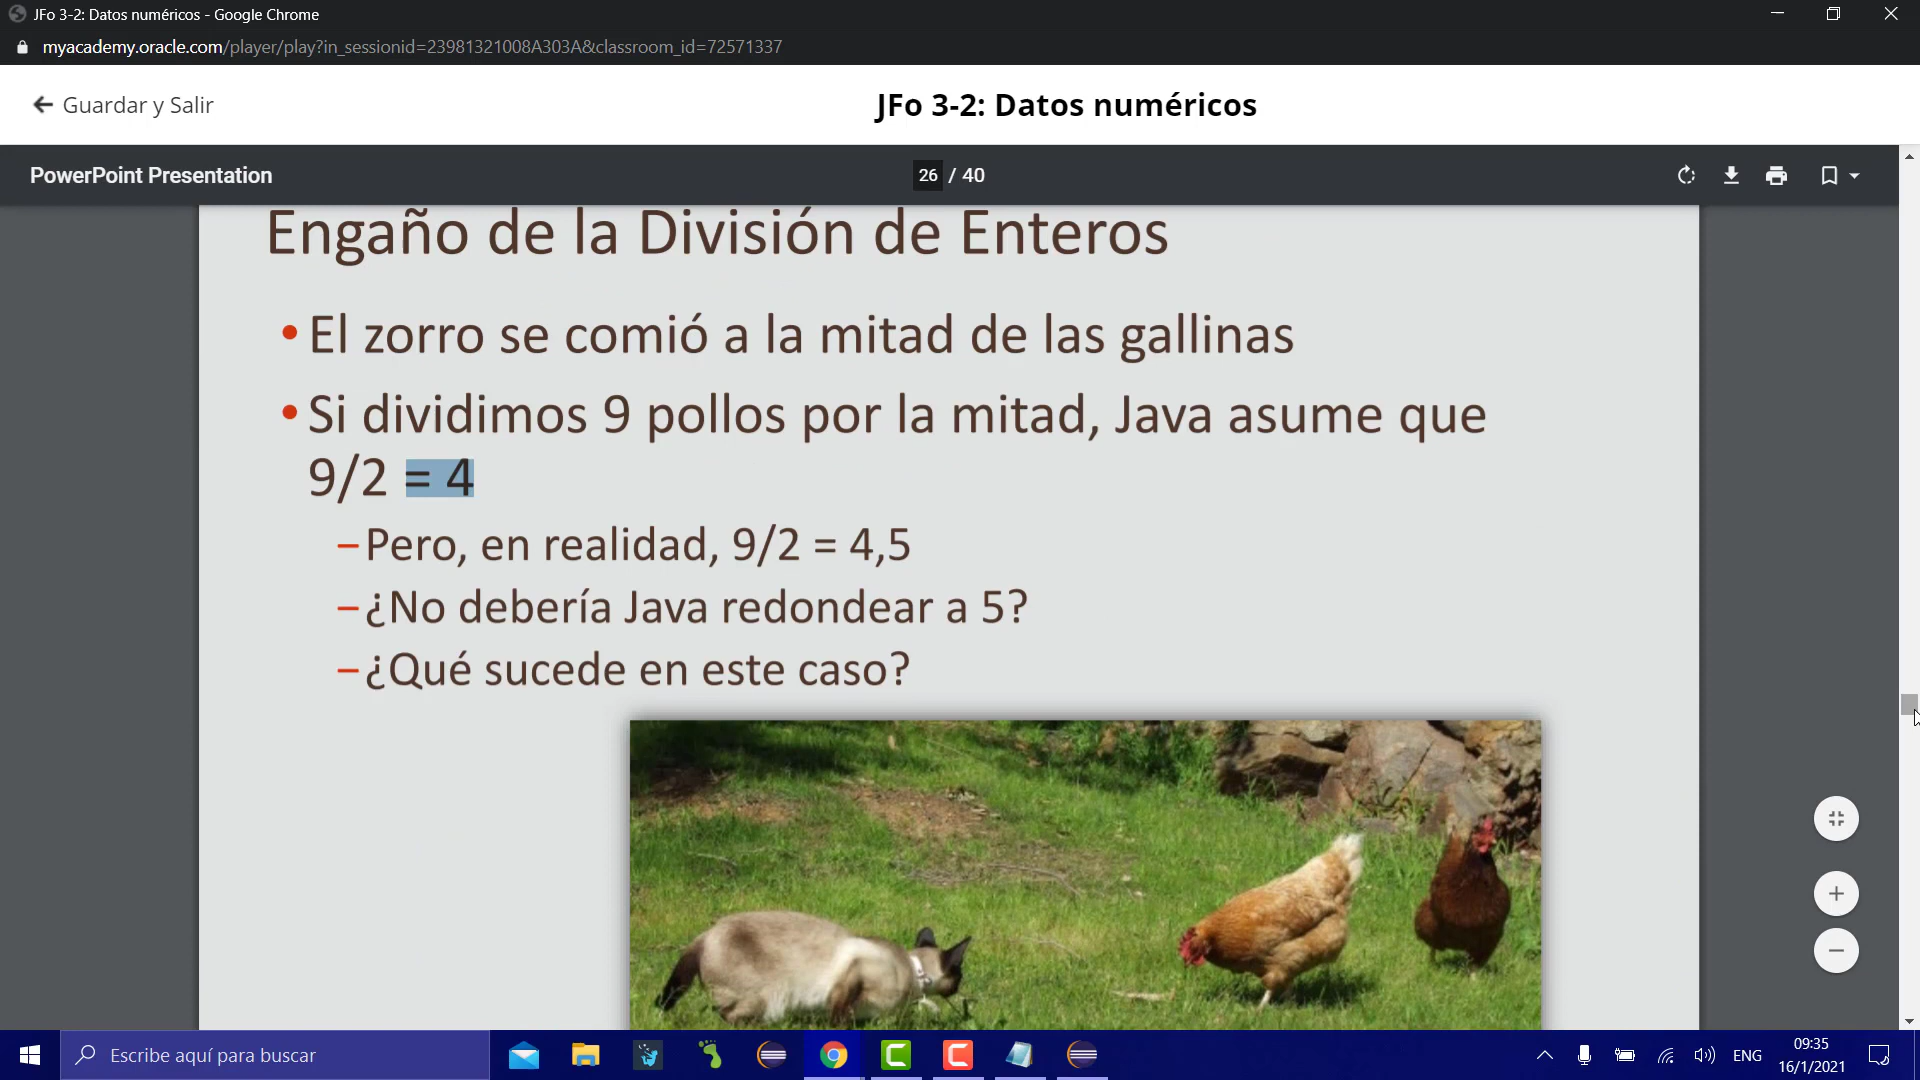 JFo 3-2: Datos numéricos - Google Chrome
myacademy.oracle.com/player/play?in_sessionid=23981321008A303A&classroom_id=72571337
Guardar y Salir
JFo 3-2: Datos numéricos
PowerPoint Presentation
26 / 40
Engaño de la División de Enteros
•El zorro se comió a la mitad de las gallinas
•Si dividimos 9 pollos por la mitad, Java asume que
9/2 = 4
–Pero, en realidad, 9/2 = 4,5
–¿No debería Java redondear a 5?
–¿Qué sucede en este caso?
Escribe aquí para buscar
ENG
09:35
16/1/2021